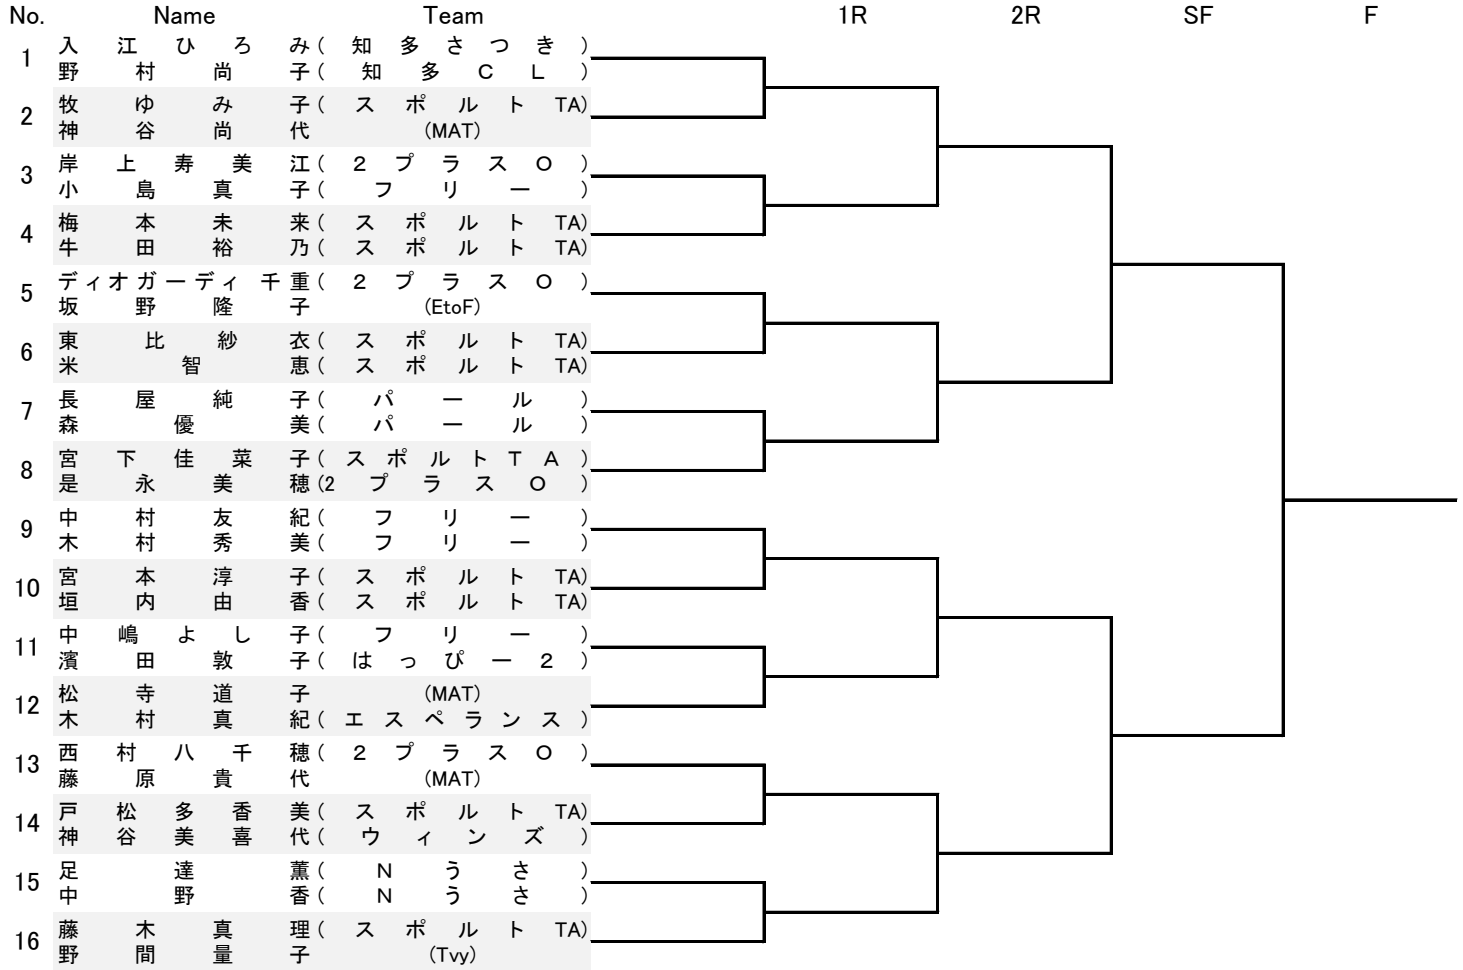 No. Name Team 1R 2R SF F
1 入江ひろみ(知多さつき)
野村尚子(知多CL)
2 牧ゆみ子(スポルトTA)
神谷尚代(MAT)
3 岸上寿美江(2プラスO)
小島真子(フリー)
4 梅本未来(スポルトTA)
牛田裕乃(スポルトTA)
5 ディオガーディ千重(2プラスO)
坂野隆子(EtoF)
6 東比紗衣(スポルトTA)
米智恵(スポルトTA)
7 長屋純子(パール)
森優美(パール)
8 宮下佳菜子(スポルトTA)
是永美穂(2プラスO)
9 中村友紀(フリー)
木村秀美(フリー)
10 宮本淳子(スポルトTA)
垣内由香(スポルトTA)
11 中嶋よし子(フリー)
濱田敦子(はっぴー2)
12 松寺道子(MAT)
木村真紀(エスペランス)
13 西村八千穂(2プラスO)
藤原貴代(MAT)
14 戸松多香美(スポルトTA)
神谷美喜代(ウィンズ)
15 足達薫(Nうさ)
中野香(Nうさ)
16 藤木真理(スポルトTA)
野間量子(Tvy)